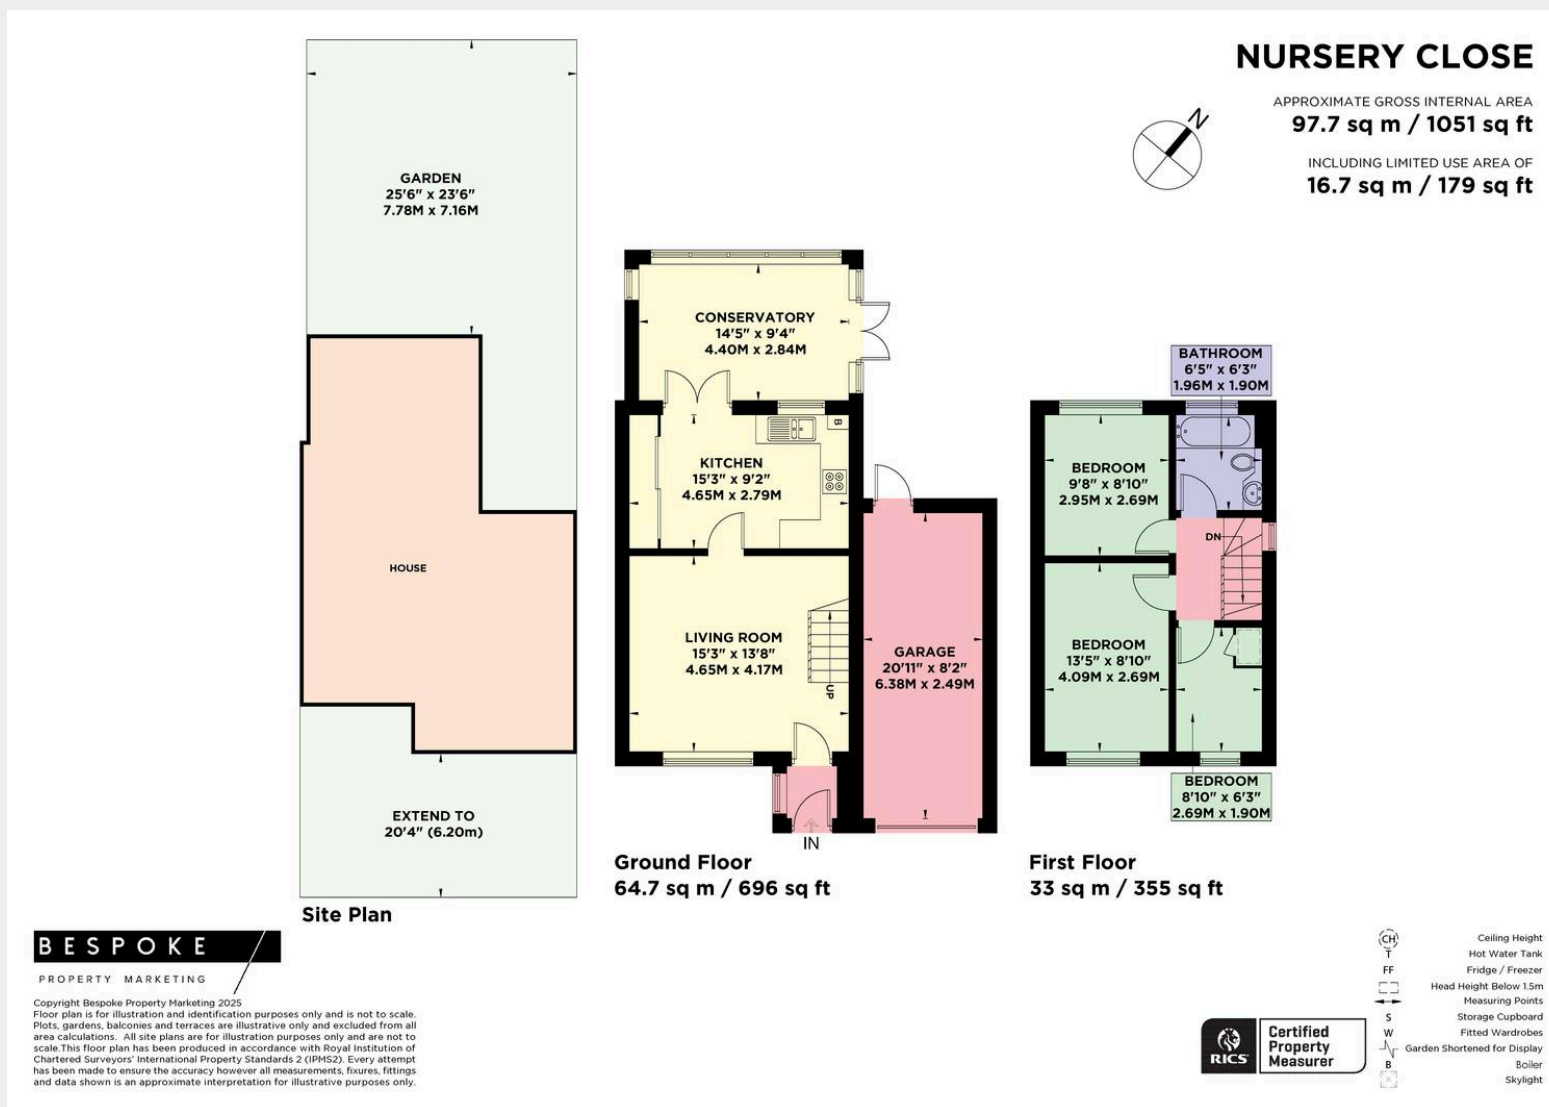 NURSERY CLOSE
APPROXIMATE GROSS INTERNAL AREA
97.7 sq m / 1051 sq ft
INCLUDING LIMITED USE AREA OF
16.7 sq m / 179 sq ft
N
GARDEN
25'6" x 23'6"
7.78M x 7.16M
HOUSE
EXTEND TO
20'4" (6.20m)
Site Plan
CONSERVATORY
14'5" x 9'4"
4.40M x 2.84M
B
KITCHEN
15'3" x 9'2"
4.65M x 2.79M
LIVING ROOM
15'3" x 13'8"
4.65M x 4.17M
UP
GARAGE
20'11" x 8'2"
6.38M x 2.49M
IN
Ground Floor
64.7 sq m / 696 sq ft
BATHROOM
6'5" x 6'3"
1.96M x 1.90M
BEDROOM
9'8" x 8'10"
2.95M x 2.69M
DN
BEDROOM
13'5" x 8'10"
4.09M x 2.69M
BEDROOM
8'10" x 6'3"
2.69M x 1.90M
First Floor
33 sq m / 355 sq ft
BESPOKE
PROPERTY MARKETING
Copyright Bespoke Property Marketing 2025
Floor plan is for illustration and identification purposes only and is not to scale.
Plots, gardens, balconies and terraces are illustrative only and excluded from all
area calculations. All site plans are for illustration purposes only and are not to
scale.This floor plan has been produced in accordance with Royal Institution of
Chartered Surveyors' International Property Standards 2 (IPMS2). Every attempt
has been made to ensure the accuracy however all measurements, fixures, fittings
and data shown is an approximate interpretation for illustrative purposes only.
RICS
Certified
Property
Measurer
CH Ceiling Height
T Hot Water Tank
FF Fridge / Freezer
Head Height Below 1.5m
Measuring Points
S Storage Cupboard
W Fitted Wardrobes
Garden Shortened for Display
B Boiler
Skylight